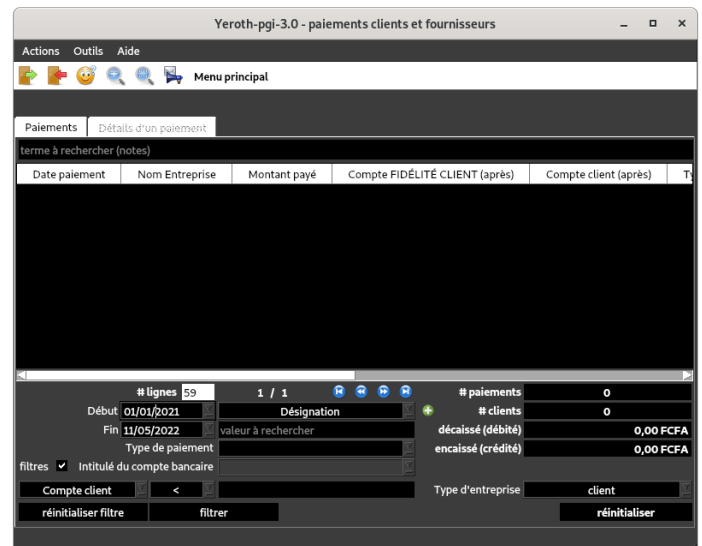 Yeroth-pgi-3.0 - paiements clients et fournisseurs
Actions Outils Aide
Menu principal
Paiements Détails d'un paiement
terme à rechercher (notes)
Date paiement Nom Entreprise Montant payé Compte FIDÉLITÉ CLIENT (après) Compte client (après) Ty
# lignes 59 1 / 1 # paiements 0
Début 01/01/2021 Désignation # clients 0
Fin 11/05/2022 valeur à rechercher décaissé (débité) 0,00 FCFA
Type de paiement encaissé (crédité) 0,00 FCFA
filtres Intitulé du compte bancaire
Compte client < Type d'entreprise client
réinitialiser filtre filtrer réinitialiser